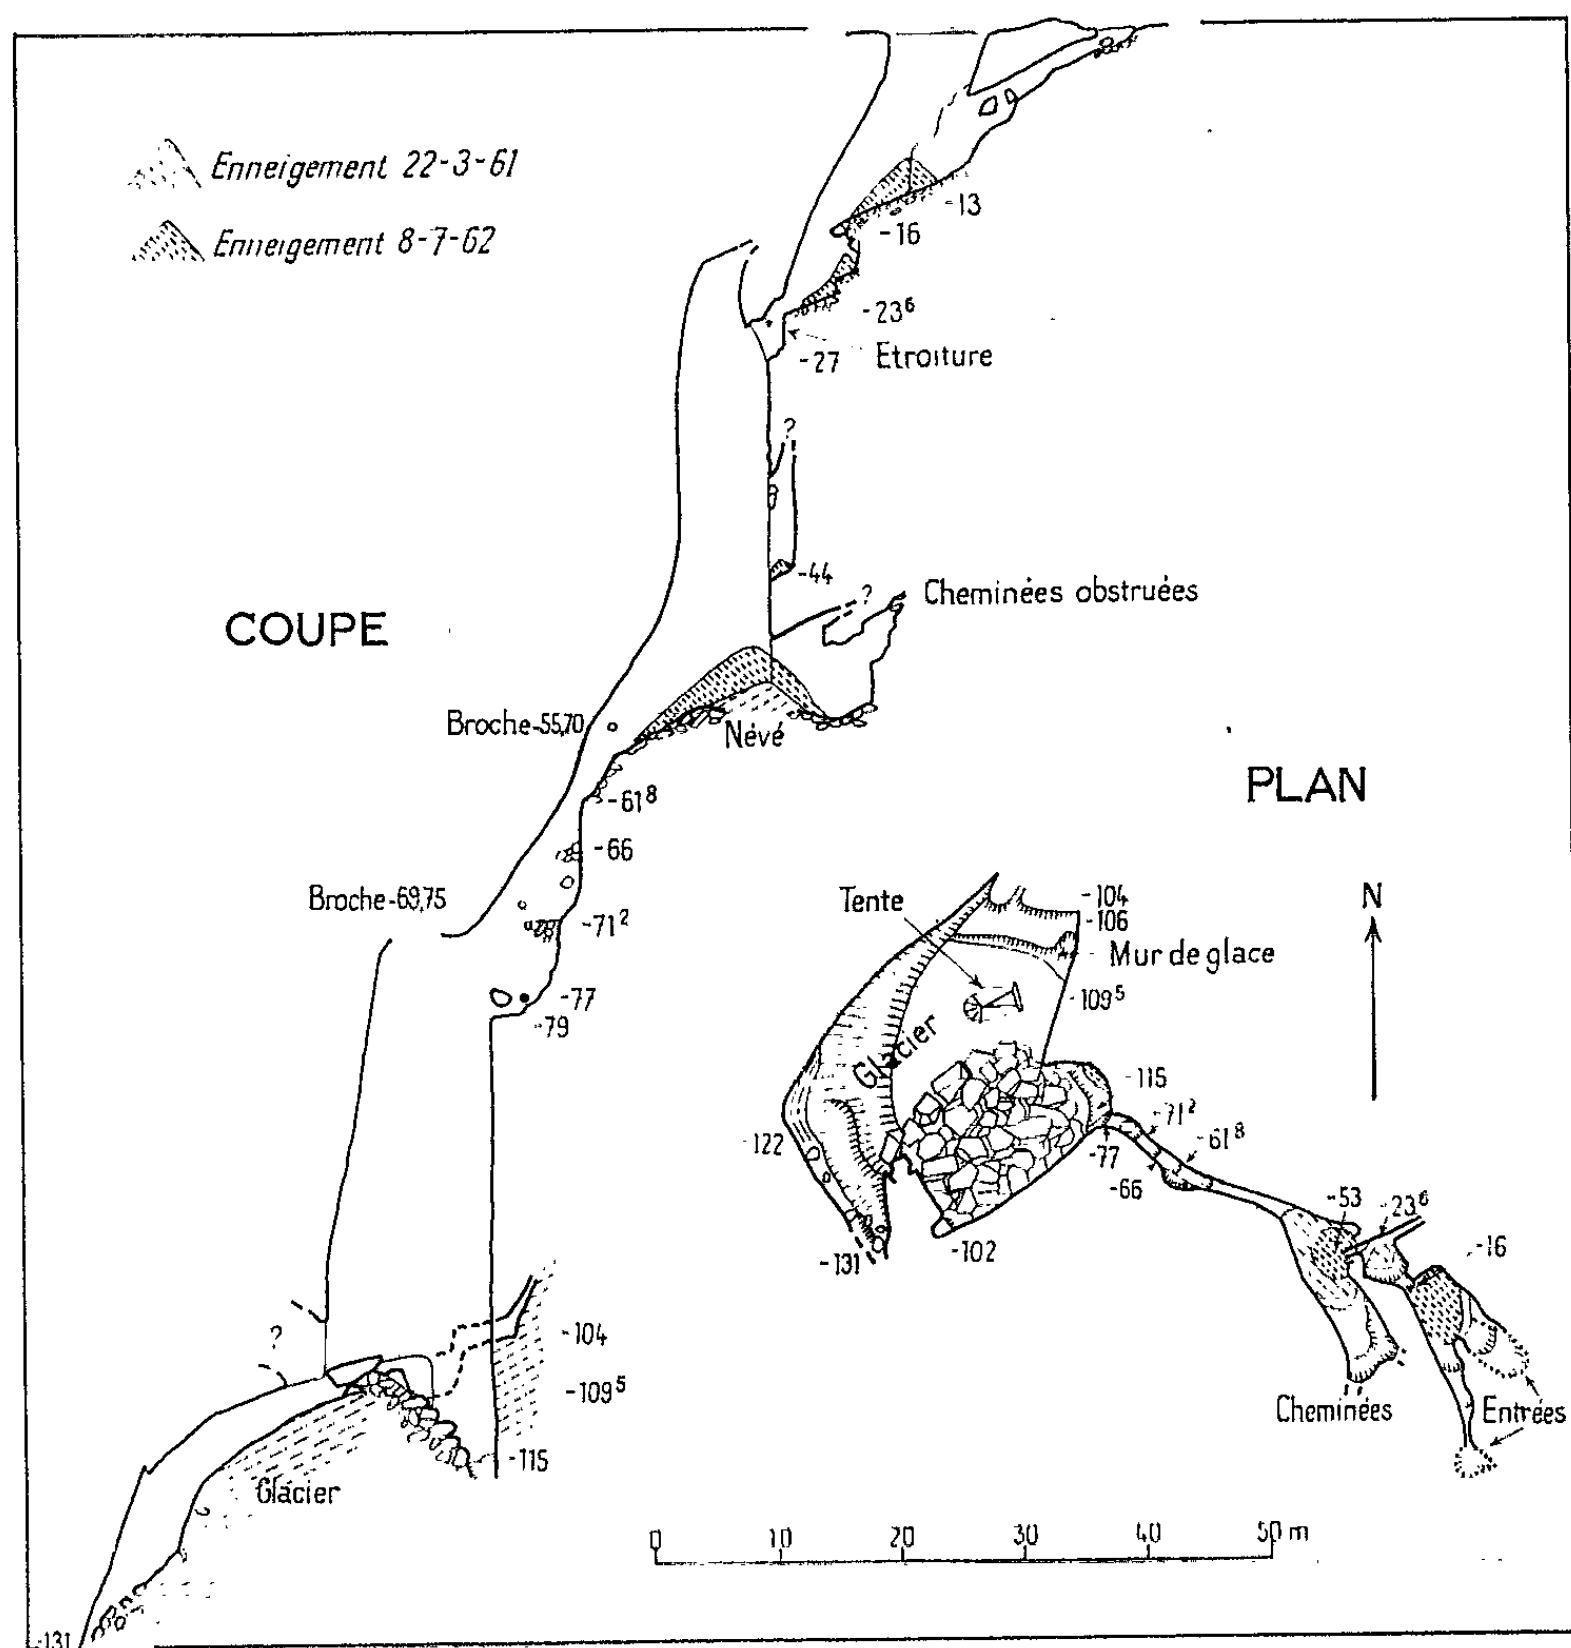 Enneigement 22-3-61
Enneigement 8-7-62
-13
-16
-23⁶
-27
Etroiture
?
-44
?
Cheminées obstruées
COUPE
Broche-55,70
Névé
-61⁸
-66
Broche-69,75
-71²
-77
-79
?
-104
-109⁵
-115
Glacier
-131
PLAN
N
Tente
-104
-106
Mur de glace
-109⁵
Glacier
-115
-71²
-61⁸
-122
-77
-66
-53
-23⁶
-16
-131
-102
Cheminées
Entrées
0 10 20 30 40 50 m